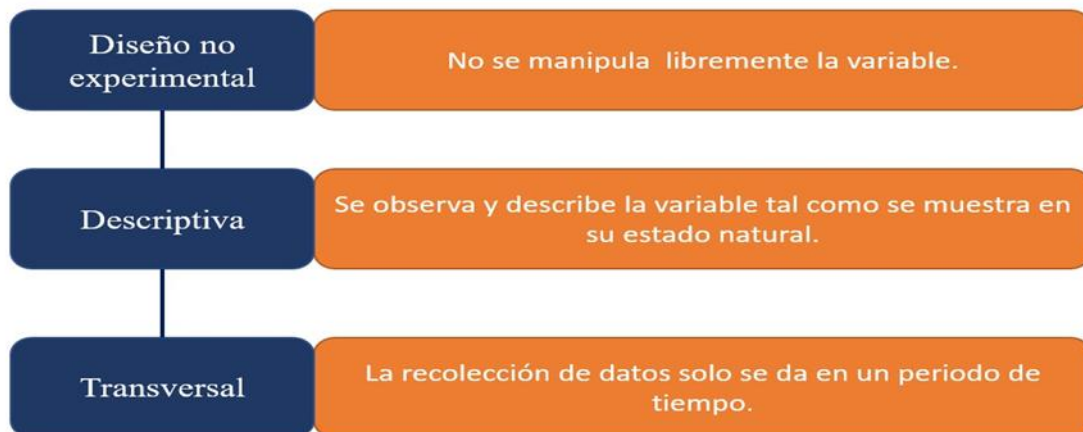 Diseño no
experimental
No se manipula libremente la variable.
Descriptiva
Se observa y describe la variable tal como se muestra en
su estado natural.
Transversal
La recolección de datos solo se da en un periodo de
tiempo.